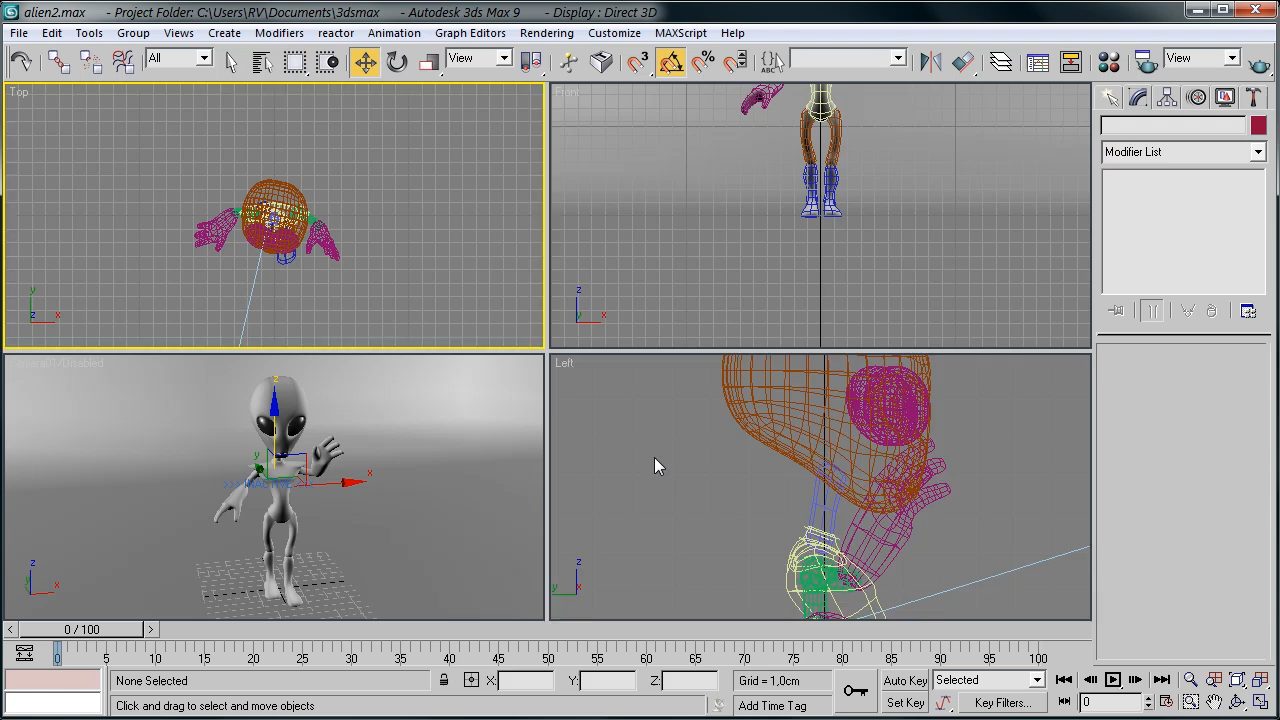 alien2.max - Project Folder: C:\Users\RV\Documents\3dsmax - Autodesk 3ds Max 9 - Display : Direct 3D
File Edit Tools Group Views Create Modifiers reactor Animation Graph Editors Rendering Customize MAXScript Help
All View 3 % ABC View
Top
Front
y
z
x
z
y
x
Modifier List
Left
z
y
x
>>> INACTIVE
z
x
z
y
x
0 / 100
0 5 10 15 20 25 30 35 40 45 50 55 60 65 70 75 80 85 90 95 100
None Selected X: Y: Z: Grid = 1,0cm Auto Key Selected
Click and drag to select and move objects Add Time Tag Set Key Key Filters... 0